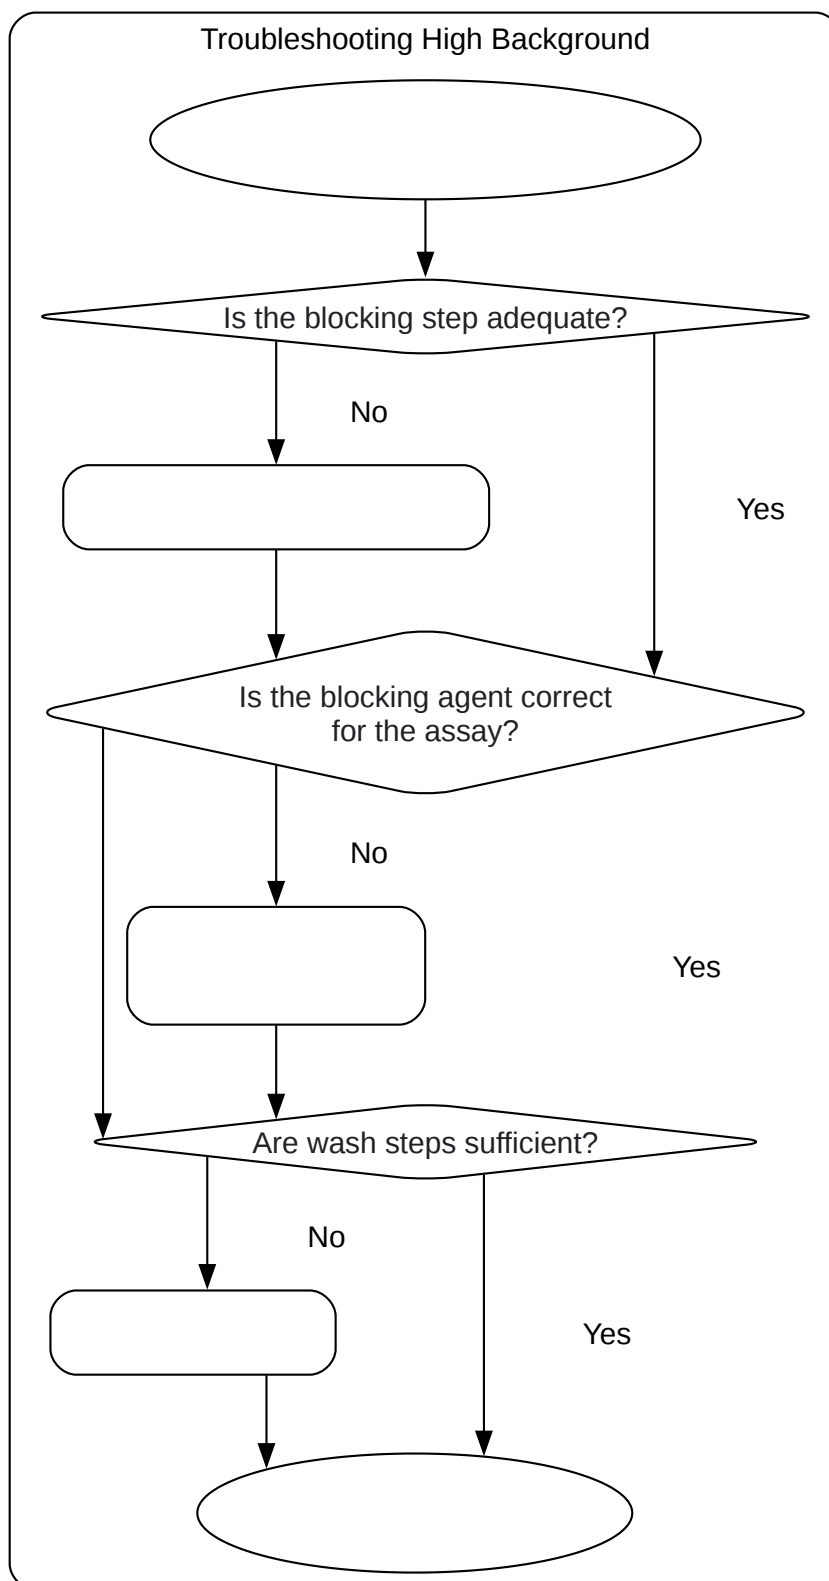 Troubleshooting High Background
Is the blocking step adequate?
No
Yes
Is the blocking agent correct
for the assay?
No
Yes
Are wash steps sufficient?
No
Yes